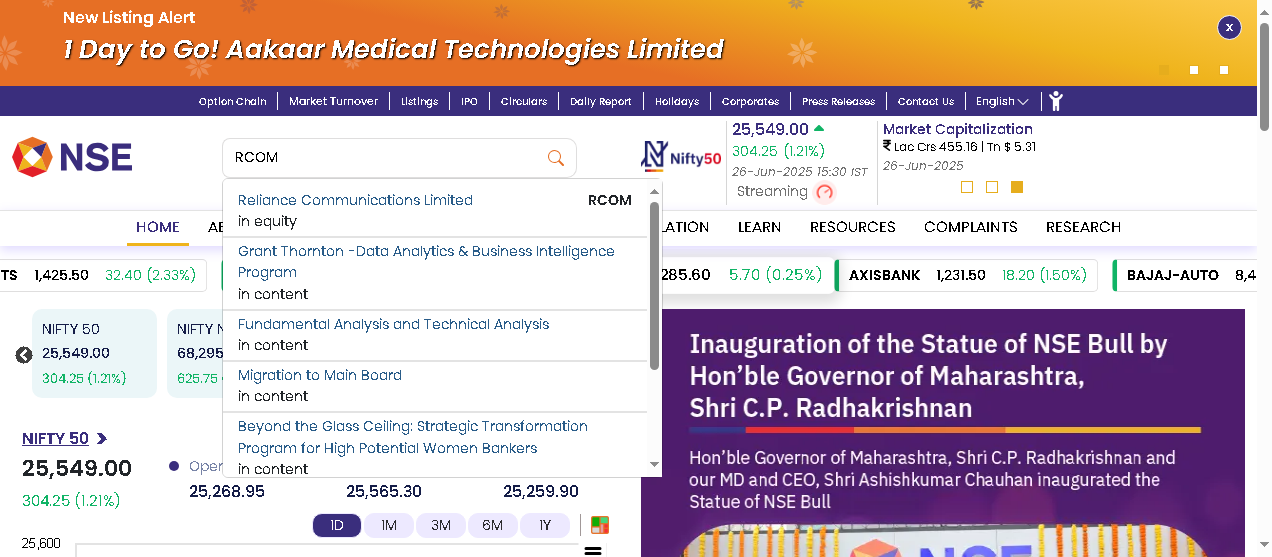 New Listing Alert
1 Day to Go! Aakaar Medical Technologies Limited
x
Option Chain
Market Turnover
Listings
IPO
Circulars
Daily Report
Holidays
Corporates
Press Releases
Contact Us
English
NSE
RCOM
Nifty50
25,549.00
304.25 (1.21%)
26-Jun-2025 15:30 IST
Streaming
Market Capitalization
₹ Lac Crs 455.16 | Tn $ 5.31
26-Jun-2025
Reliance Communications Limited RCOM
in equity
Grant Thornton -Data Analytics & Business Intelligence
Program
in content
Fundamental Analysis and Technical Analysis
in content
Migration to Main Board
in content
Beyond the Glass Ceiling: Strategic Transformation
Program for High Potential Women Bankers
in content
HOME
LATION
LEARN
RESOURCES
COMPLAINTS
RESEARCH
TS 1,425.50 32.40 (2.33%)
285.60 5.70 (0.25%)
AXISBANK 1,231.50 18.20 (1.50%)
BAJAJ-AUTO 8,4
NIFTY 50
25,549.00
304.25 (1.21%)
NIFTY N
68,295
625.75
NIFTY 50
25,549.00
304.25 (1.21%)
Open
25,268.95
25,565.30
25,259.90
1D 1M 3M 6M 1Y
25,600
Inauguration of the Statue of NSE Bull by
Hon’ble Governor of Maharashtra,
Shri C.P. Radhakrishnan
Hon’ble Governor of Maharashtra, Shri C.P. Radhakrishnan and
our MD and CEO, Shri Ashishkumar Chauhan inaugurated the
Statue of NSE Bull
NSE